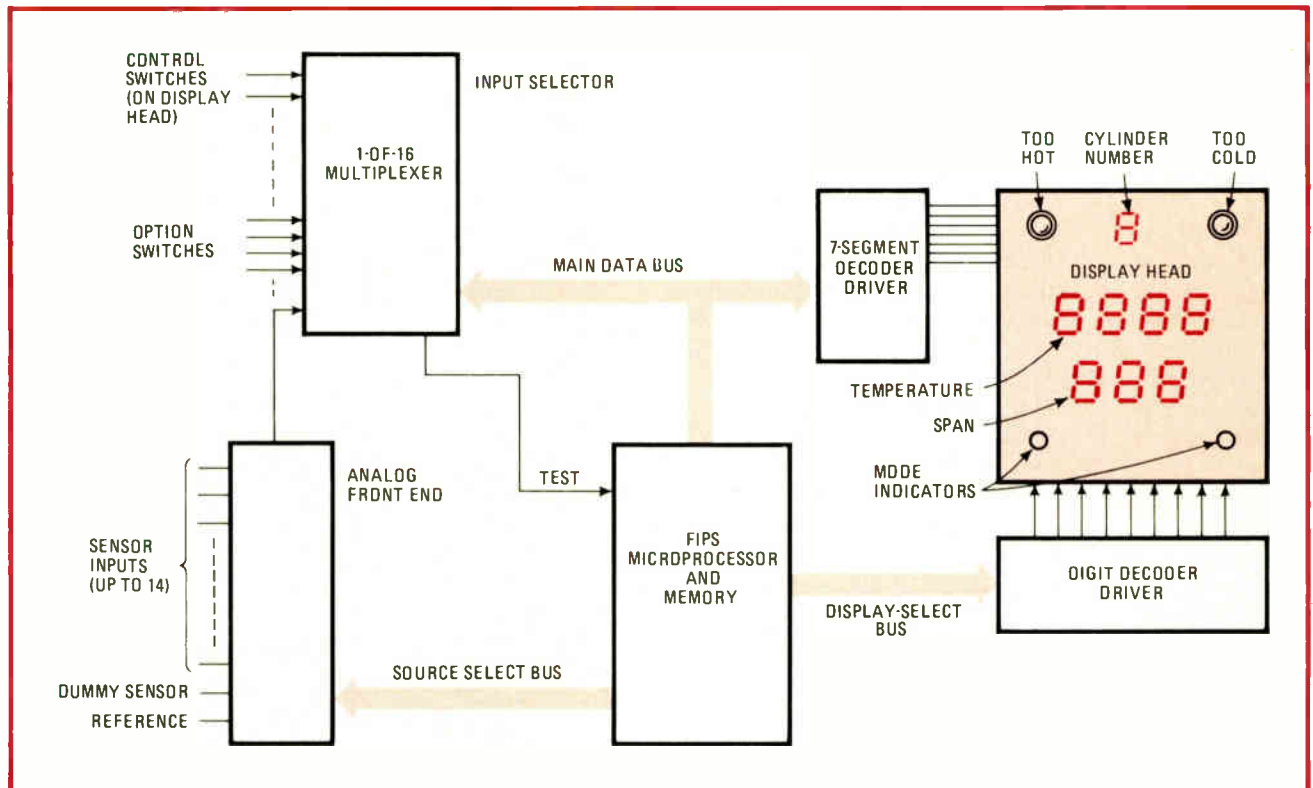 CONTROL
SWITCHES
(ON DISPLAY
HEAD)
INPUT SELECTOR
1-OF-16
MULTIPLEXER
OPTION
SWITCHES
MAIN DATA BUS
7-SEGMENT
DECODER
DRIVER
TOO
HOT
CYLINDER
NUMBER
TOO
COLD
8
DISPLAY HEAD
8888
888
TEMPERATURE
SPAN
MODE
INDICATORS
ANALOG
FRONT END
TEST
SENSOR
INPUTS
(UP TO 14)
FIPS
MICROPROCESSOR
AND
MEMORY
DISPLAY-SELECT
BUS
DIGIT DECODER
DRIVER
SOURCE SELECT BUS
DUMMY SENSOR
REFERENCE